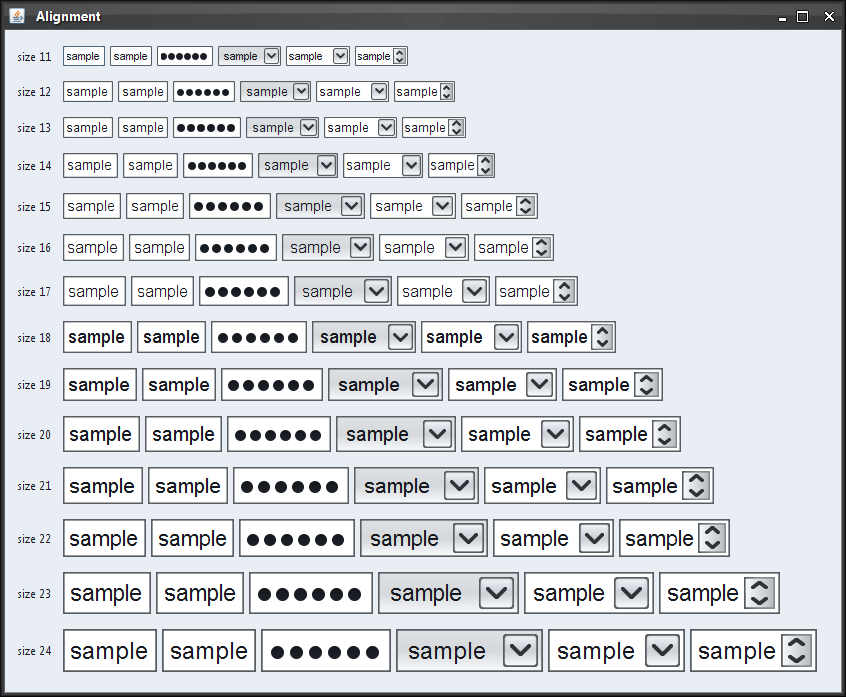 Alignment
size 11 sample sample ●●●●●● sample sample sample
size 12 sample sample ●●●●●● sample sample sample
size 13 sample sample ●●●●●● sample sample sample
size 14 sample sample ●●●●●● sample sample sample
size 15 sample sample ●●●●●● sample sample sample
size 16 sample sample ●●●●●● sample sample sample
size 17 sample sample ●●●●●● sample sample sample
size 18 sample sample ●●●●●● sample sample sample
size 19 sample sample ●●●●●● sample sample sample
size 20 sample sample ●●●●●● sample sample sample
size 21 sample sample ●●●●●● sample sample sample
size 22 sample sample ●●●●●● sample sample sample
size 23 sample sample ●●●●●● sample sample sample
size 24 sample sample ●●●●●● sample sample sample